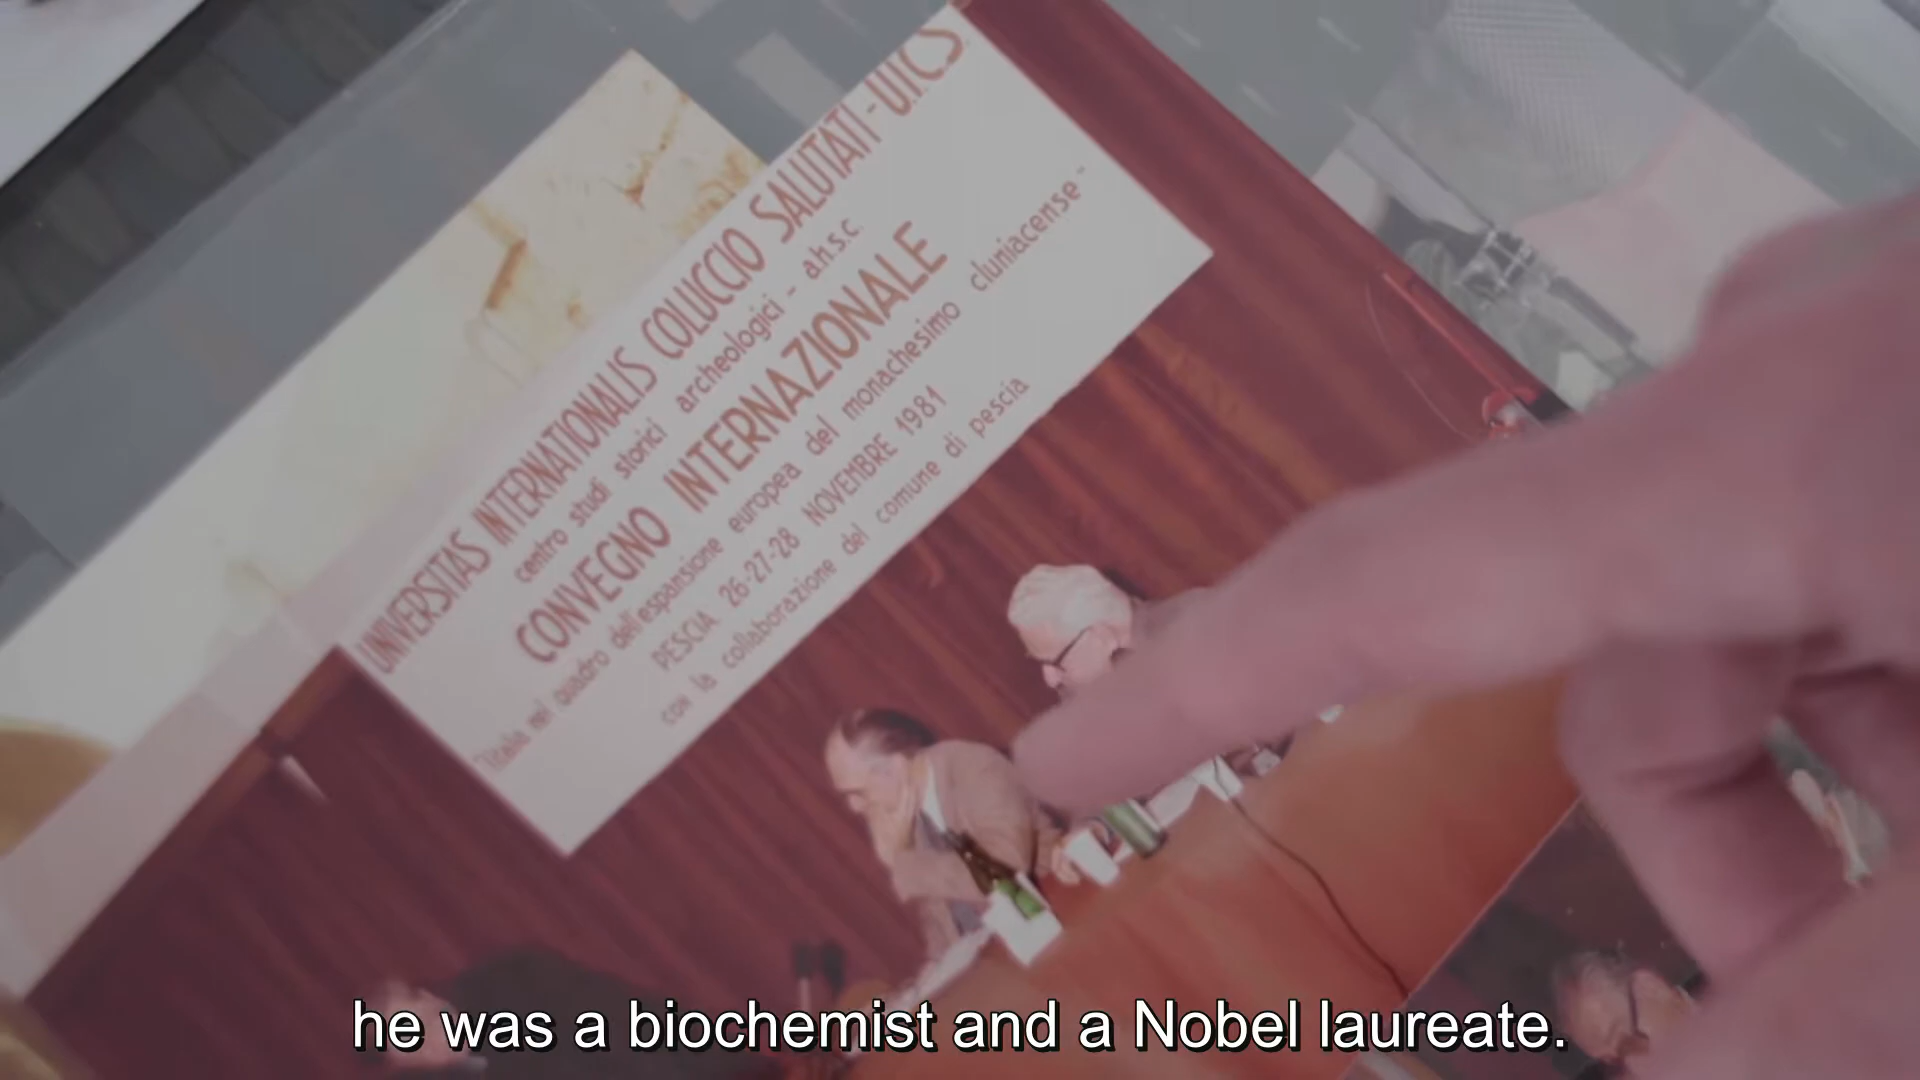 UNIVERSITAS INTERNATIONALIS COLUCCIO SALUTATI - U.I.C.S.
centro studi storici archeologici - a.h.s.c.
CONVEGNO INTERNAZIONALE
"l'italia nel quadro dell'espansione europea del monachesimo cluniacense"
PESCIA 26-27-28 NOVEMBRE 1981
con la collaborazione del comune di pescia
he was a biochemist and a Nobel laureate.